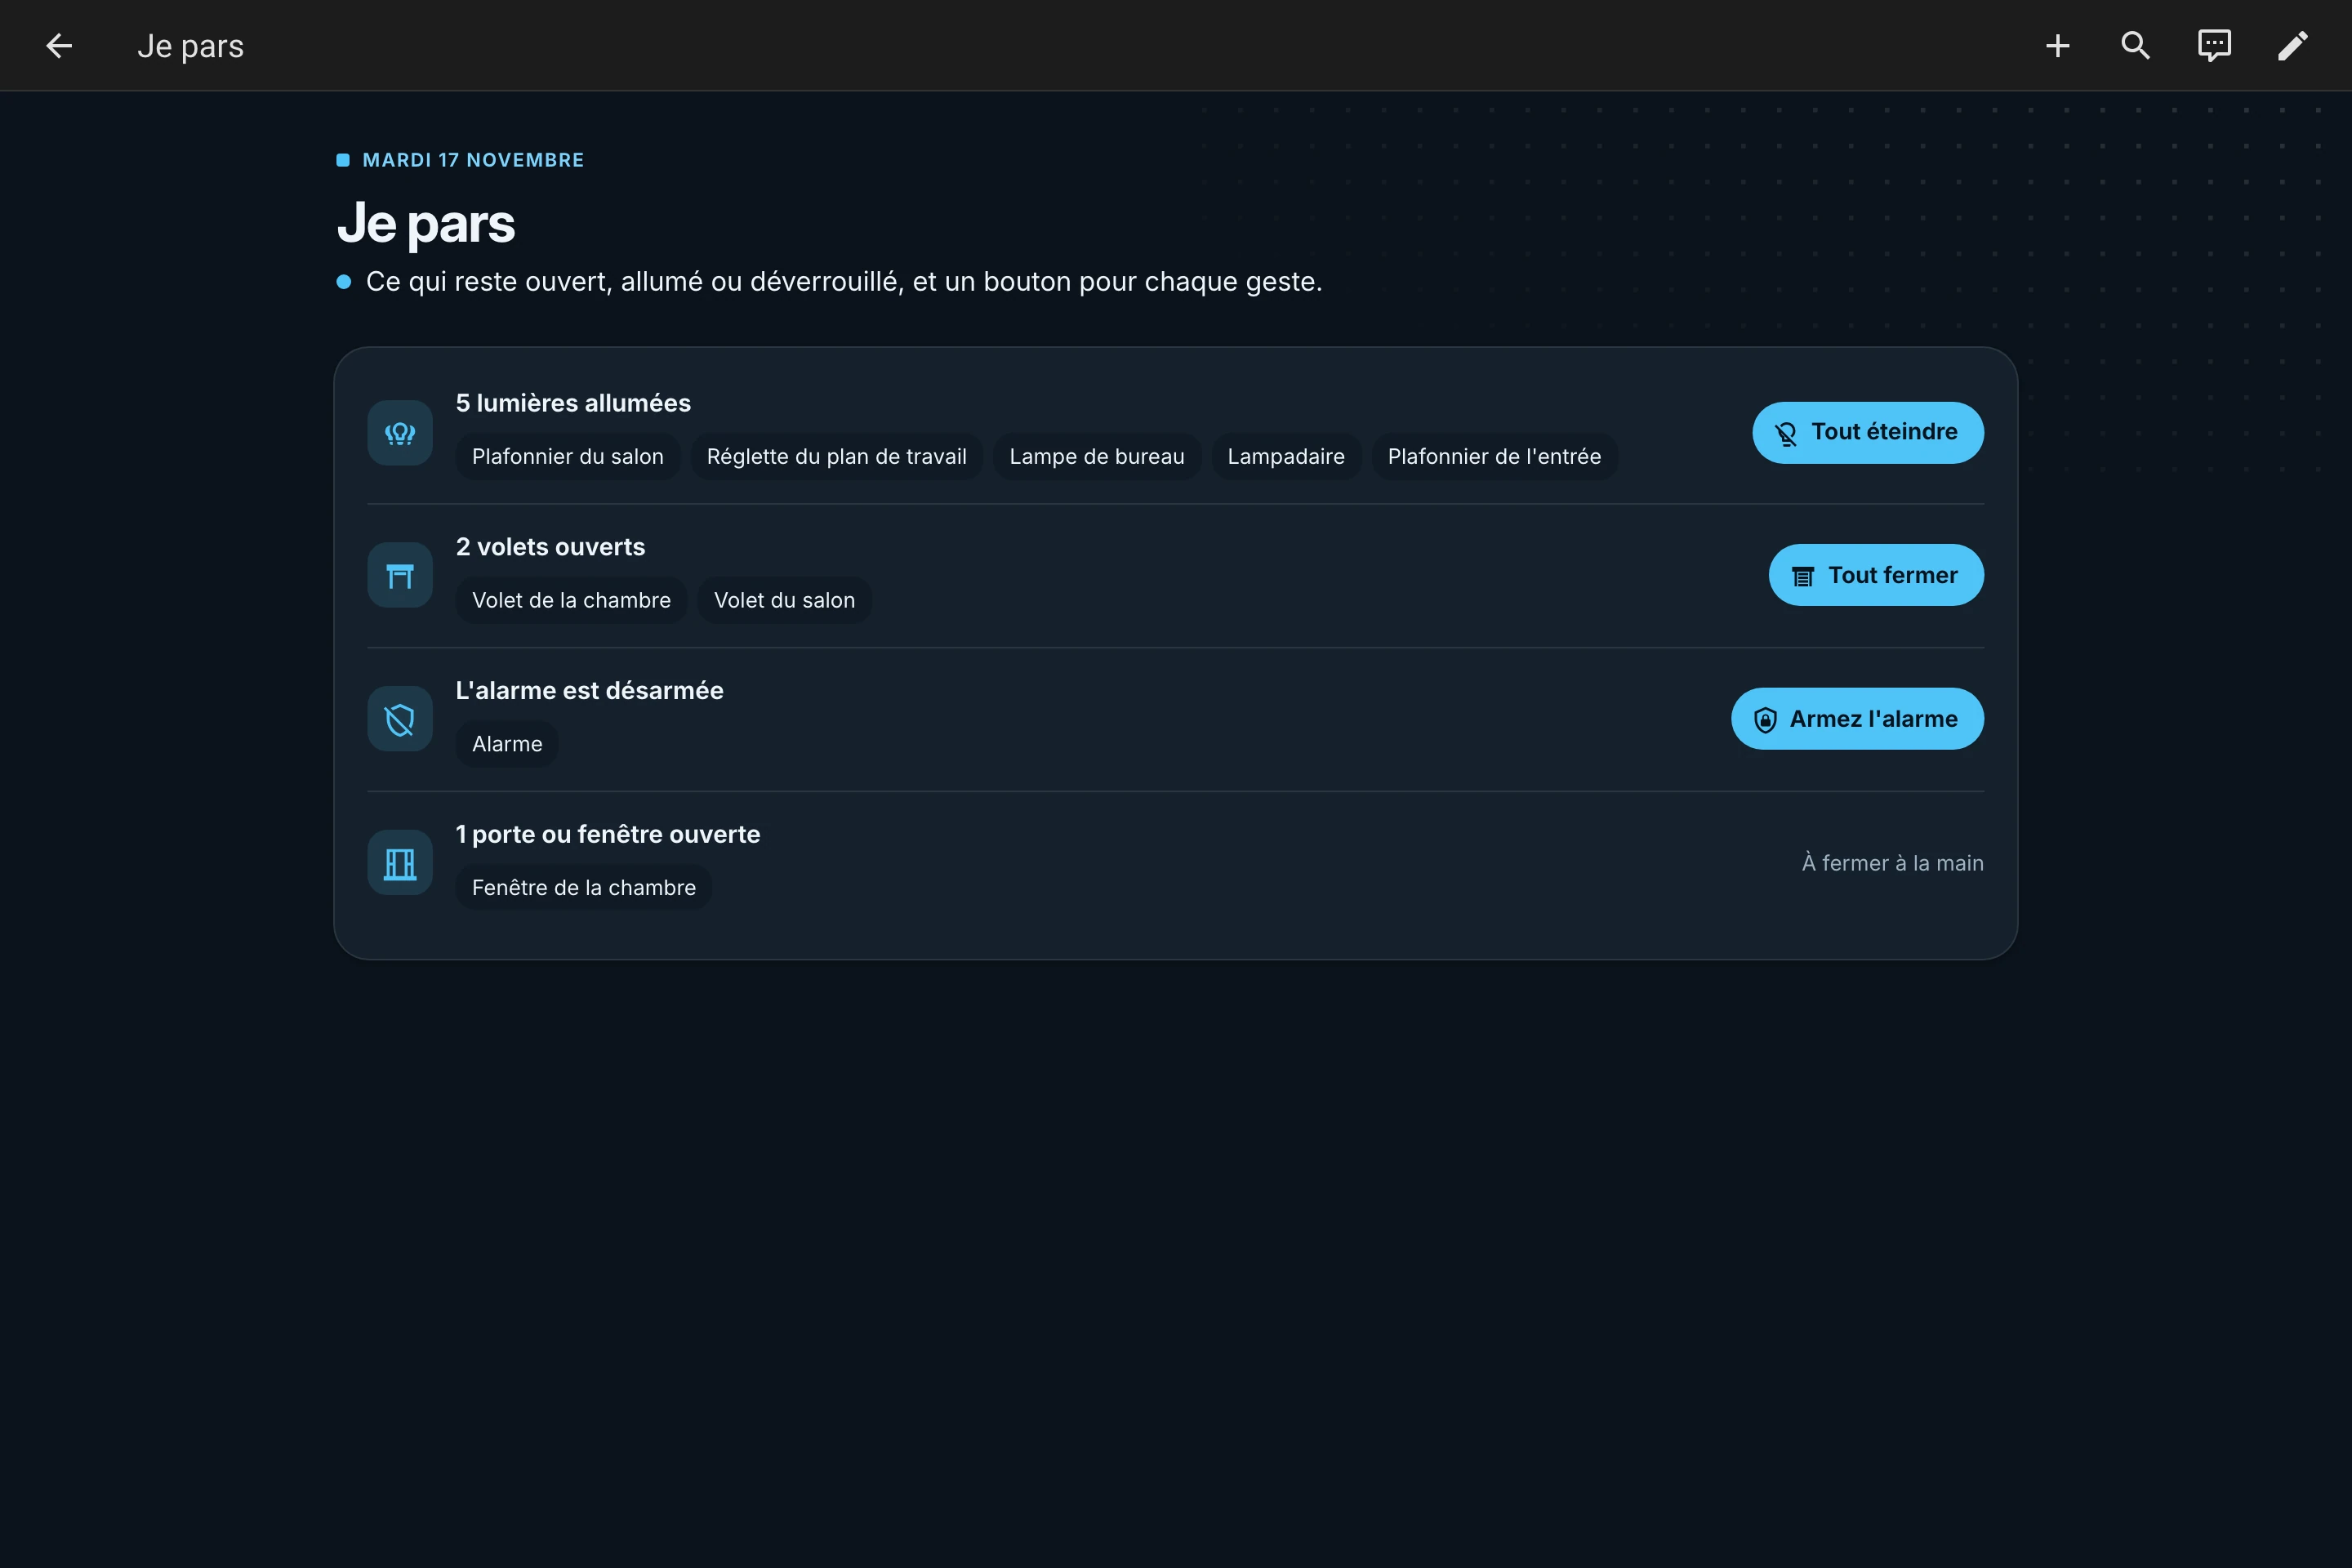 Je pars
MARDI 17 NOVEMBRE
Je pars
Ce qui reste ouvert, allumé ou déverrouillé, et un bouton pour chaque geste.
5 lumières allumées
Plafonnier du salon Réglette du plan de travail Lampe de bureau Lampadaire Plafonnier de l'entrée
Tout éteindre
2 volets ouverts
Volet de la chambre Volet du salon
Tout fermer
L'alarme est désarmée
Alarme
Armez l'alarme
1 porte ou fenêtre ouverte
Fenêtre de la chambre
À fermer à la main